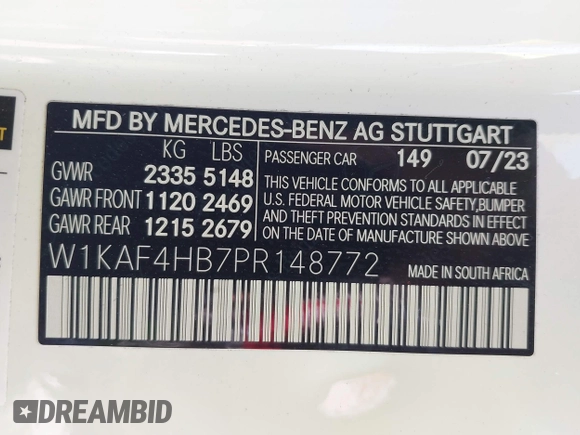 MFD BY MERCEDES-BENZ AG STUTTGART
KG LBS
PASSENGER CAR 149 07/23
GVWR 2335 5148
GAWR FRONT 1120 2469
GAWR REAR 1215 2679
THIS VEHICLE CONFORMS TO ALL APPLICABLE
U.S. FEDERAL MOTOR VEHICLE SAFETY,BUMPER
AND THEFT PREVENTION STANDARDS IN EFFECT
ON THE DATE OF MANUFACTURE SHOWN ABOVE
W1KAF4HB7PR148772
MADE IN SOUTH AFRICA
DREAMBID